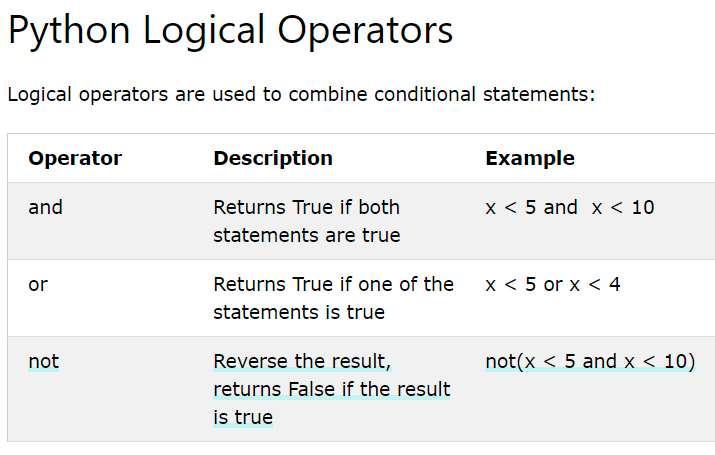 Python Logical Operators
Logical operators are used to combine conditional statements:
Operator Description Example
and Returns True if both x < 5 and  x < 10
statements are true
or Returns True if one of the x < 5 or x < 4
statements is true
not Reverse the result, not(x < 5 and x < 10)
returns False if the result
is true